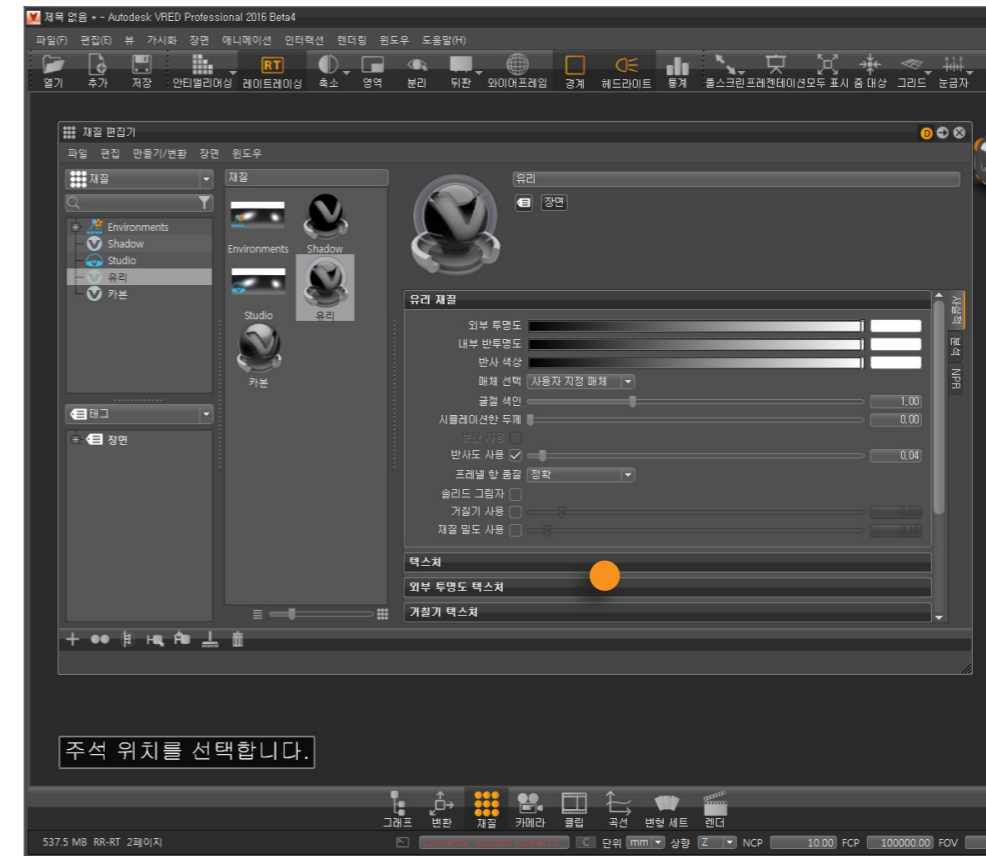 제목 없음 * - Autodesk VRED Professional 2016 Beta4
파일(F) 편집(E) 뷰 가시화 장면 애니메이션 인터랙션 렌더링 윈도우 도움말(H)
열기 추가 저장 안티앨리어싱 레이트레이싱 축소 영역 분리 뒤판 와이어프레임 경계 헤드라이트 통계 풀스크린 프레젠테이션 모두 표시 줌 대상 그리드 눈금자
RT
재질 편집기
D
파일 편집 만들기/변환 장면 윈도우
재질
재질
유리
장면
Environments
Shadow
Studio
유리
카본
Environments Shadow
Studio 유리
카본
태그
장면
유리 재질
외부 투명도
내부 반투명도
반사 색상
매체 선택 사용자 지정 매체
굴절 색인 1,00
시뮬레이션한 두께 0,00
분산 사용
반사도 사용 0,04
프레넬 항 품질 정확
솔리드 그림자
거칠기 사용 0,50
재질 밀도 사용 0,10
텍스처
외부 투명도 텍스처
거칠기 텍스처
사실적
분석
NPR
주석 위치를 선택합니다.
그래프 변환 재질 카메라 클립 곡선 변형 세트 렌더
537.5 MB RR-RT 2페이지 C 단위 mm 상향 Z NCP 10.00 FCP 100000.00 FOV